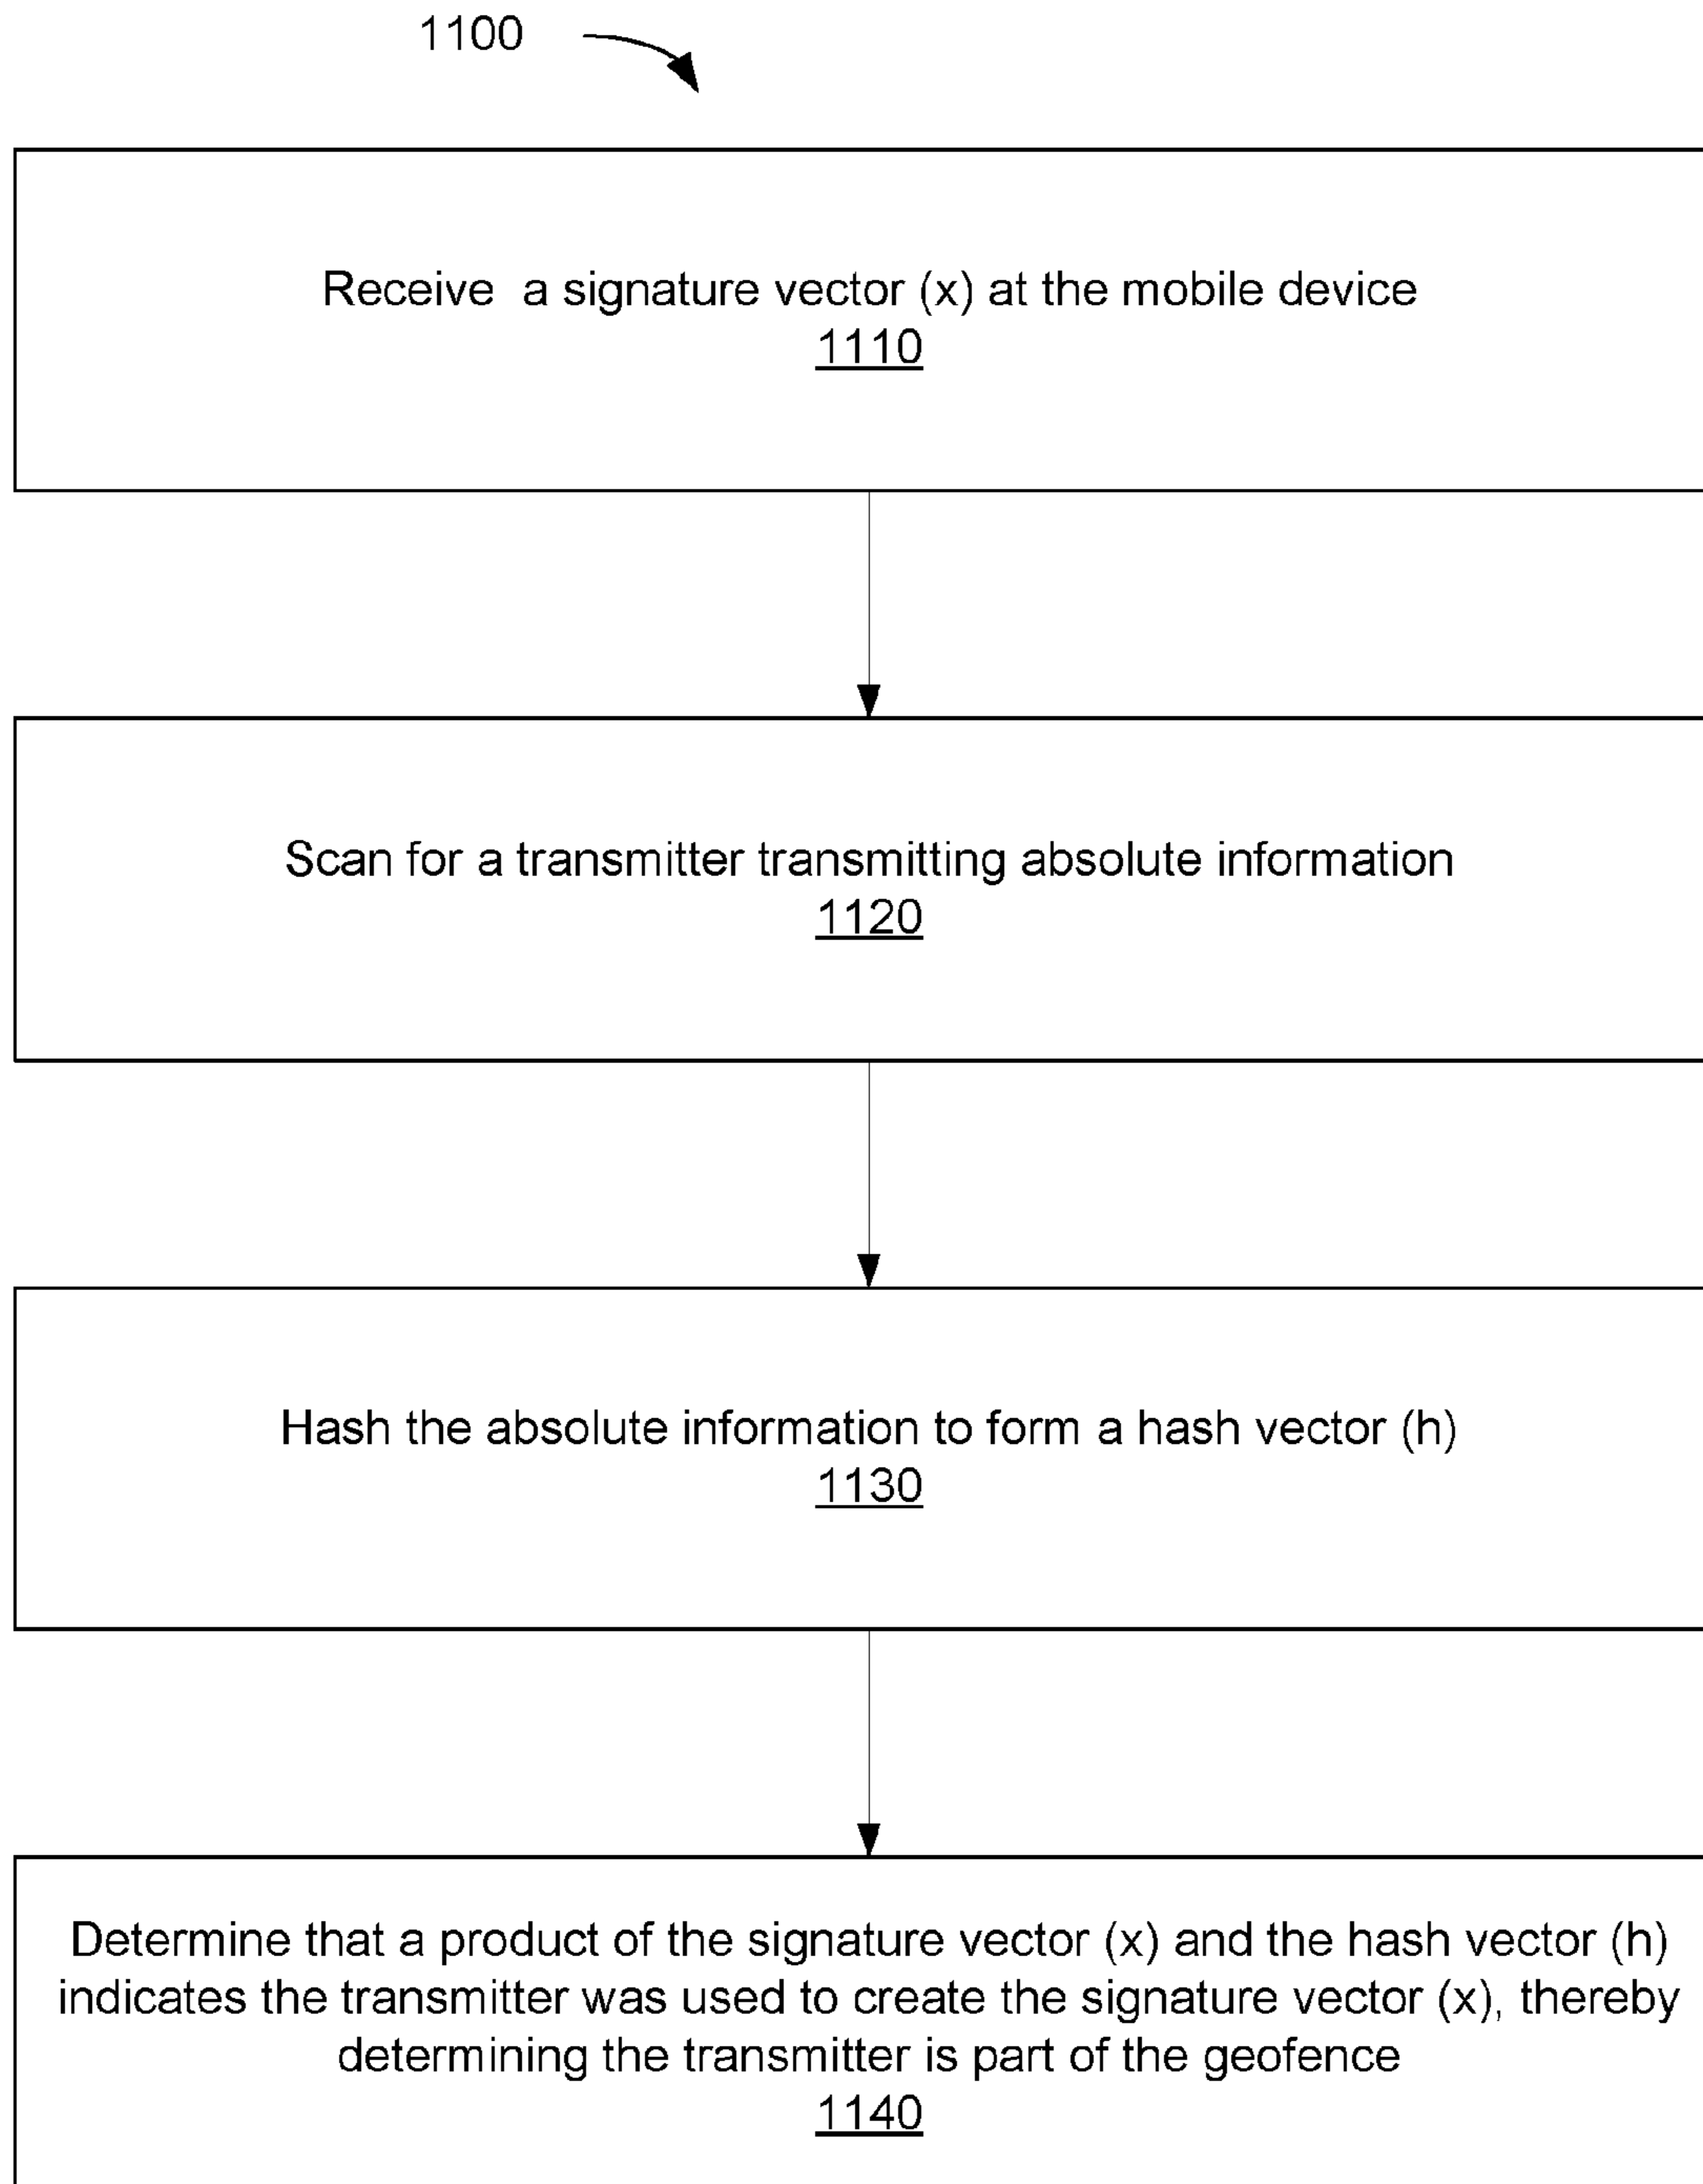 1100
Receive a signature vector (x) at the mobile device
1110
Scan for a transmitter transmitting absolute information
1120
Hash the absolute information to form a hash vector (h)
1130
Determine that a product of the signature vector (x) and the hash vector (h)
indicates the transmitter was used to create the signature vector (x), thereby
determining the transmitter is part of the geofence
1140